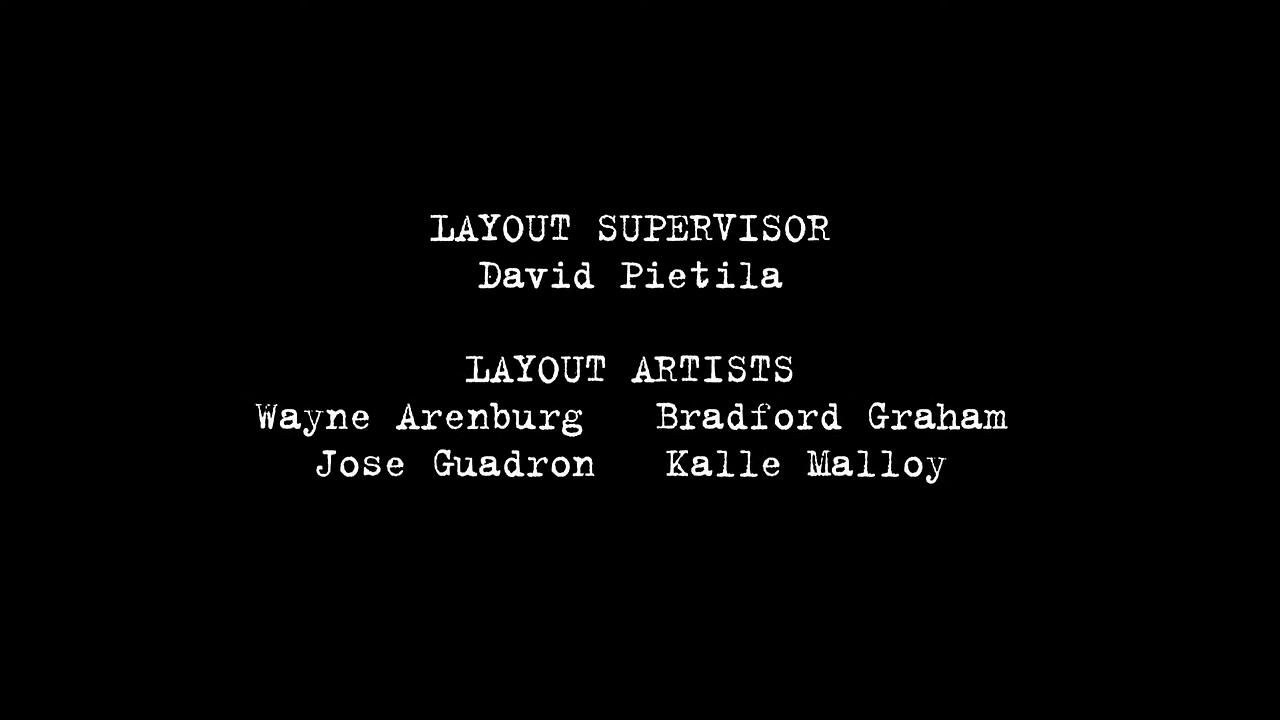 LAYOUT SUPERVISOR
David Pietila
LAYOUT ARTISTS
Wayne Arenburg Bradford Graham
Jose Guadron Kalle Malloy